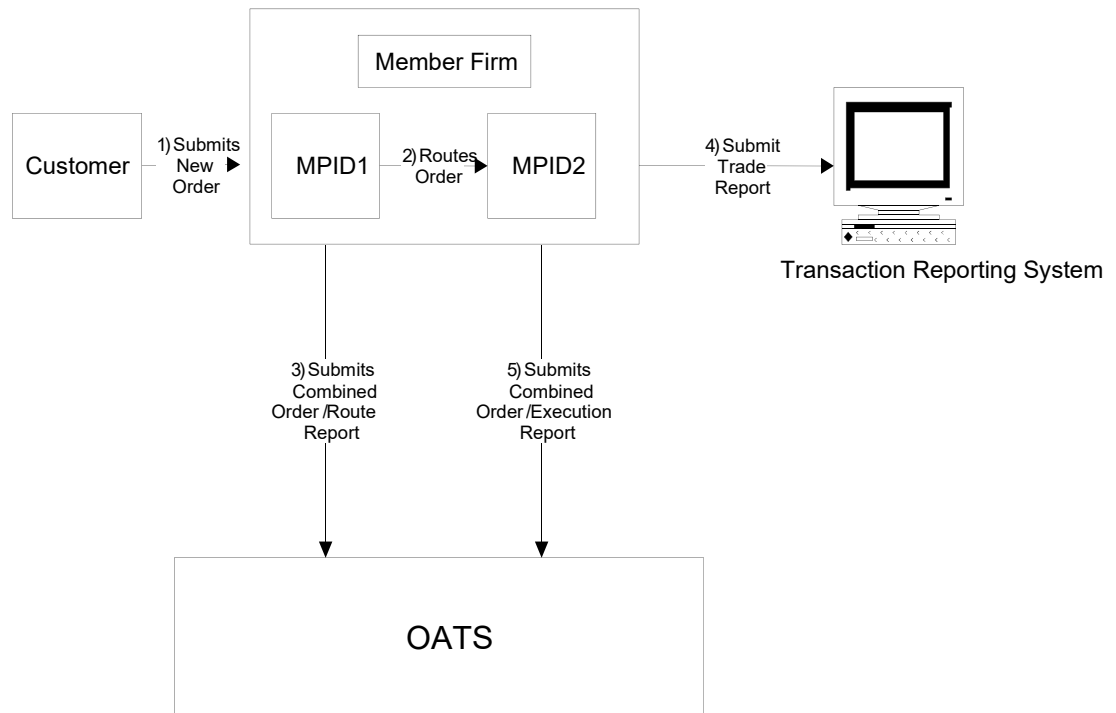 Member Firm
Customer
1) Submits
New
Order
MPID1
2) Routes
Order
MPID2
4) Submit
Trade
Report
Transaction Reporting System
3) Submits
Combined
Order /Route
Report
5) Submits
Combined
Order /Execution
Report
OATS